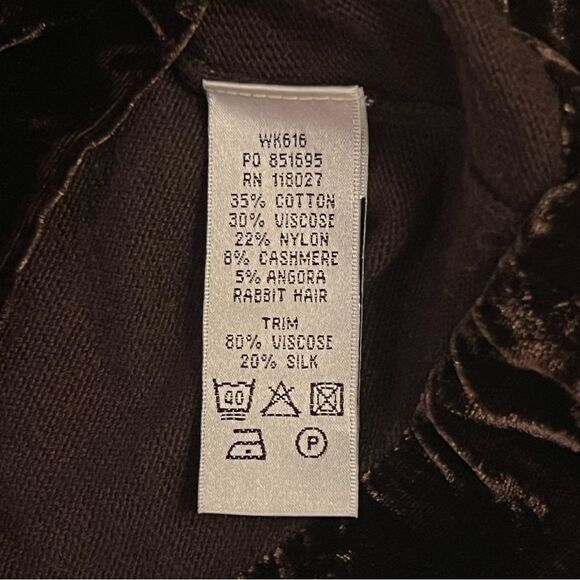 WK616
PO 851695
RN 118027
35% COTTON
30% VISCOSE
22% NYLON
8% CASHMERE
5% ANGORA
RABBIT HAIR
TRIM
80% VISCOSE
20% SILK
40
P